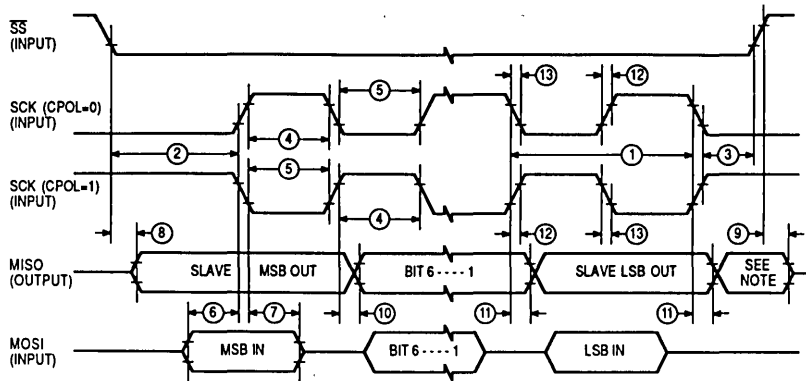 SS
(INPUT)
13
12
SCK (CPOL=0)
(INPUT)
5
4
2
1
3
5
SCK (CPOL=1)
(INPUT)
4
8
12
13
9
MISO
(OUTPUT)
SLAVE MSB OUT
BIT 6 - - - - 1
SLAVE LSB OUT
SEE
NOTE
6
7
10
11
11
MOSI
(INPUT)
MSB IN
BIT 6 - - - - 1
LSB IN